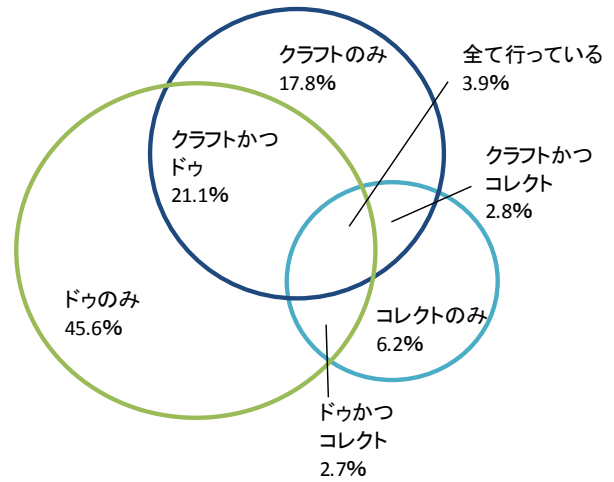 クラフトのみ
17.8%
全て行っている
3.9%
クラフトかつ
ドゥ
21.1%
クラフトかつ
コレクト
2.8%
ドゥのみ
45.6%
コレクトのみ
6.2%
ドゥかつ
コレクト
2.7%